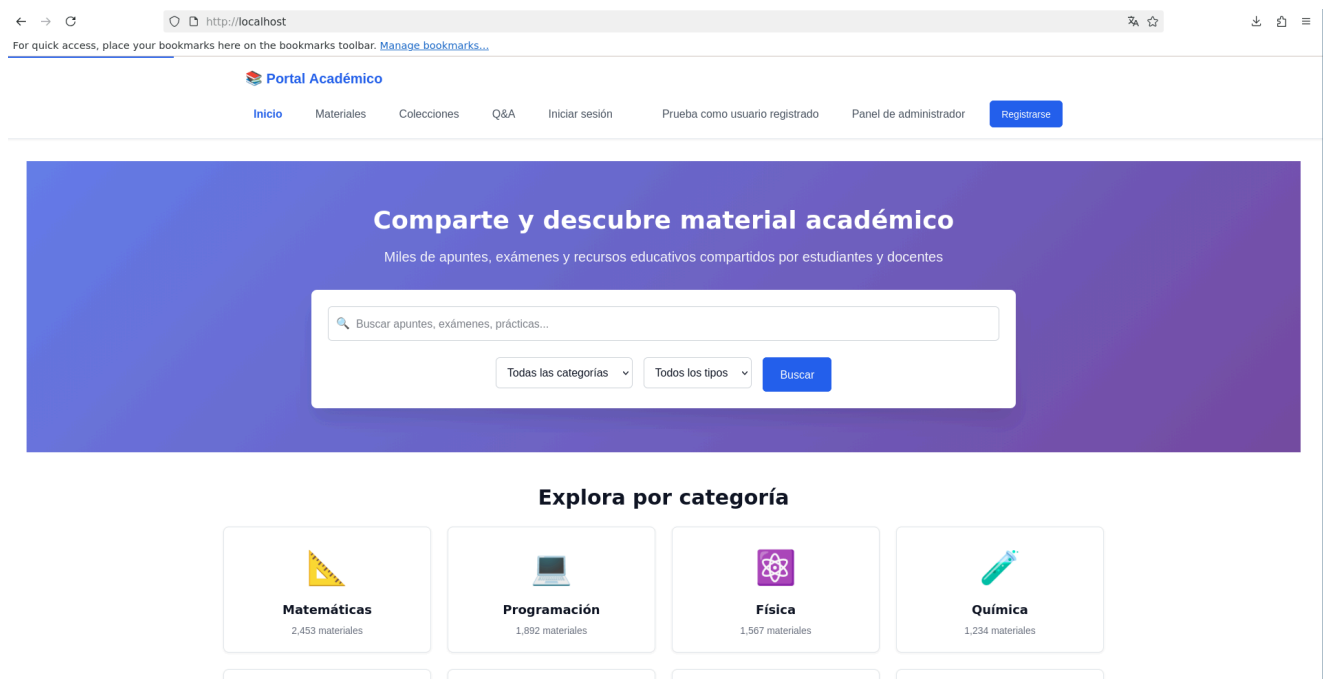 http://localhost
For quick access, place your bookmarks here on the bookmarks toolbar. Manage bookmarks...
Portal Académico
Inicio Materiales Colecciones Q&A Iniciar sesión Prueba como usuario registrado Panel de administrador Registrarse
Comparte y descubre material académico
Miles de apuntes, exámenes y recursos educativos compartidos por estudiantes y docentes
Buscar apuntes, exámenes, prácticas...
Todas las categorías Todos los tipos Buscar
Explora por categoría
Matemáticas Programación Física Química
2,453 materiales 1,892 materiales 1,567 materiales 1,234 materiales